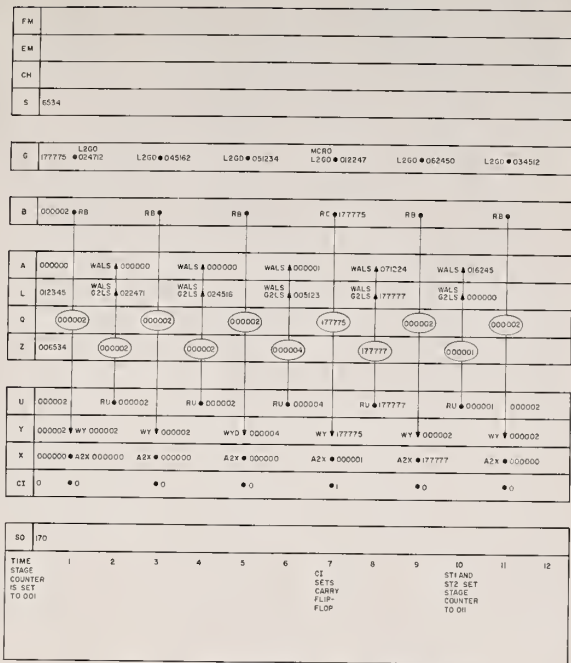 FM
EM
CH
S 6534
L2GD MCRO
G 177775 024712 L2GD 045162 L2GD 051234 L2GD 012247 L2GD 062450 L2GD 034512
B 000002 RB RB RB RC 177775 RB RB
A 000000 WALS 000000 WALS 000000 WALS 000001 WALS 071224 WALS 016245
WALS WALS WALS WALS WALS
L 012345 G2LS 022471 G2LS 024516 G2LS 005123 G2LS 177777 G2LS 000000
Q 000002 000002 000002 177775 000002 000002
Z 006534 000002 000002 000004 177777 000001
U 000002 RU 000002 RU 000002 RU 000004 RU 177777 RU 000001 000002
Y 000002 WY 000002 WY 000002 WYD 000004 WY 177775 WY 000002 WY 000002
X 000000 A2X 000000 A2X 000000 A2X 000000 A2X 000001 A2X 177777 A2X 000000
CI 0 0 0 0 1 0 0
SQ 170
TIME 1 2 3 4 5 6 7 8 9 10 11 12
STAGE COUNTER IS SET TO 001
CI SETS CARRY FLIP-FLOP
ST1 AND ST2 SET STAGE COUNTER TO 011